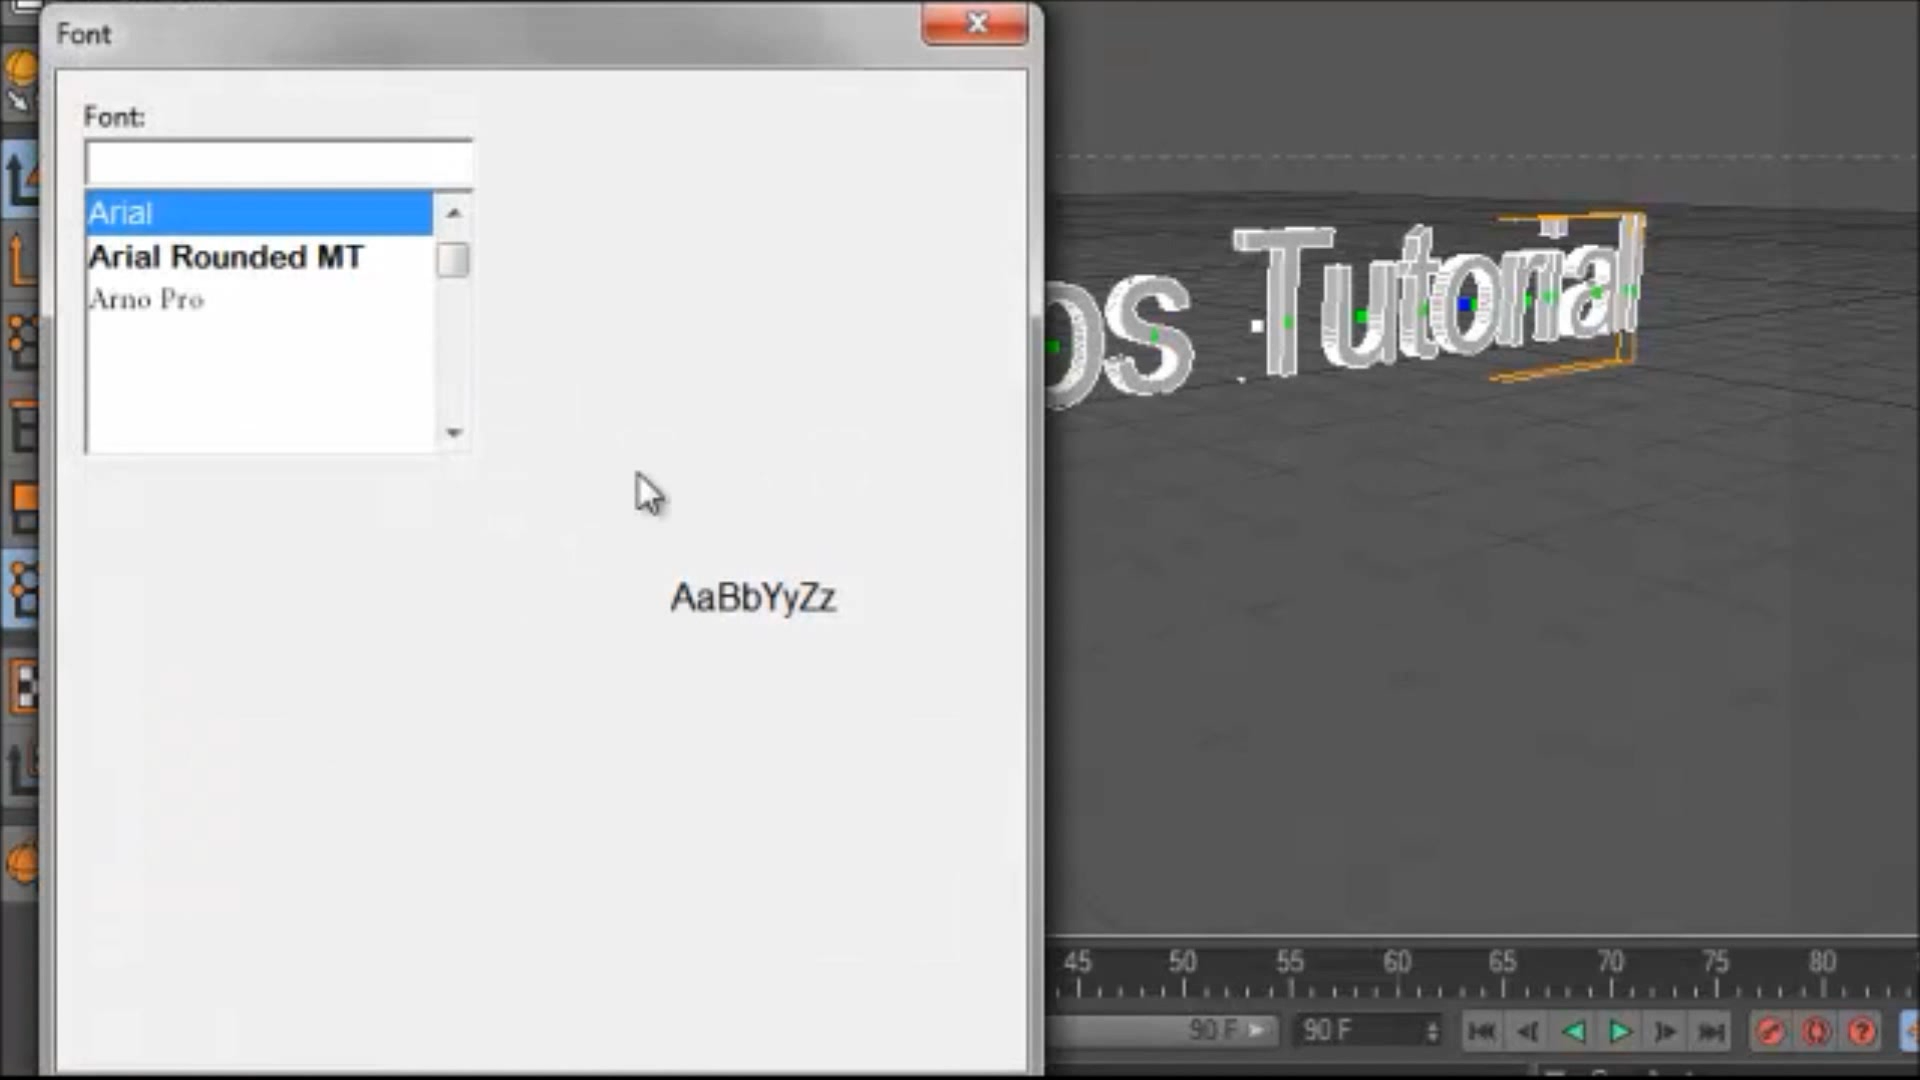 Font
Font:
Arial
Arial Rounded MT
Arno Pro
AaBbYyZz
os Tutorial
45 50 55 60 65 70 75 80
90 F 90 F
?